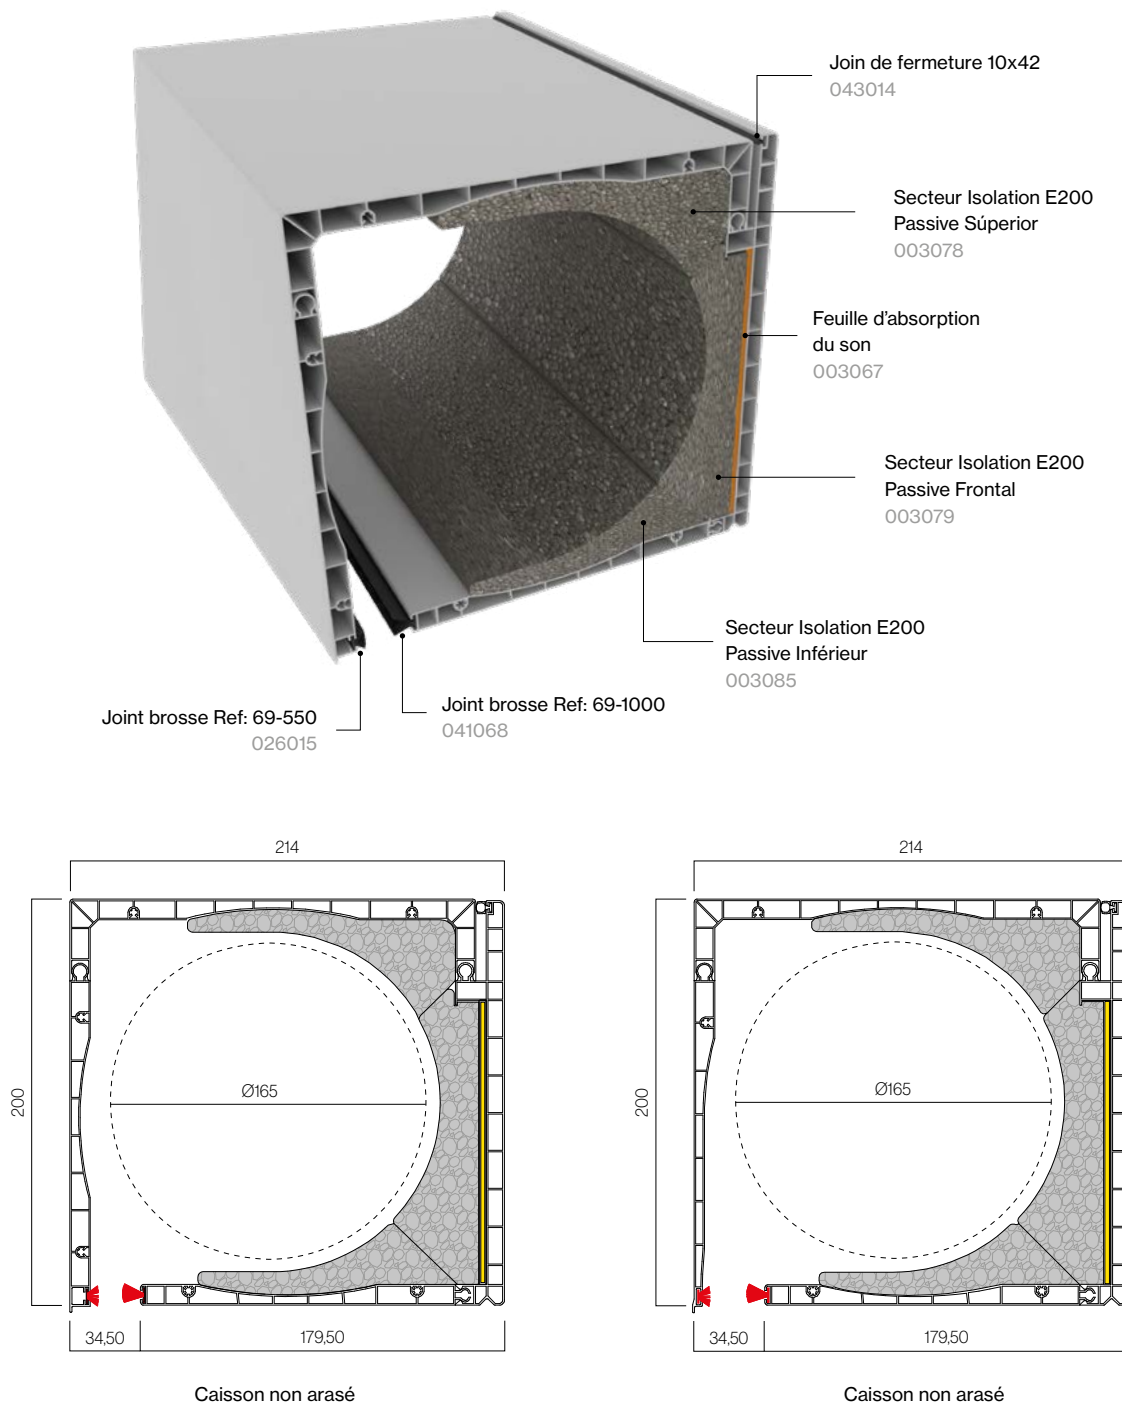 Join de fermeture 10x42
043014
Secteur Isolation E200
Passive Súperior
003078
Feuille d'absorption
du son
003067
Secteur Isolation E200
Passive Frontal
003079
Secteur Isolation E200
Passive Inférieur
003085
Joint brosse Ref: 69-1000
041068
Joint brosse Ref: 69-550
026015
214
200
Ø165
34,50
179,50
Caisson non arasé
214
200
Ø165
34,50
179,50
Caisson non arasé